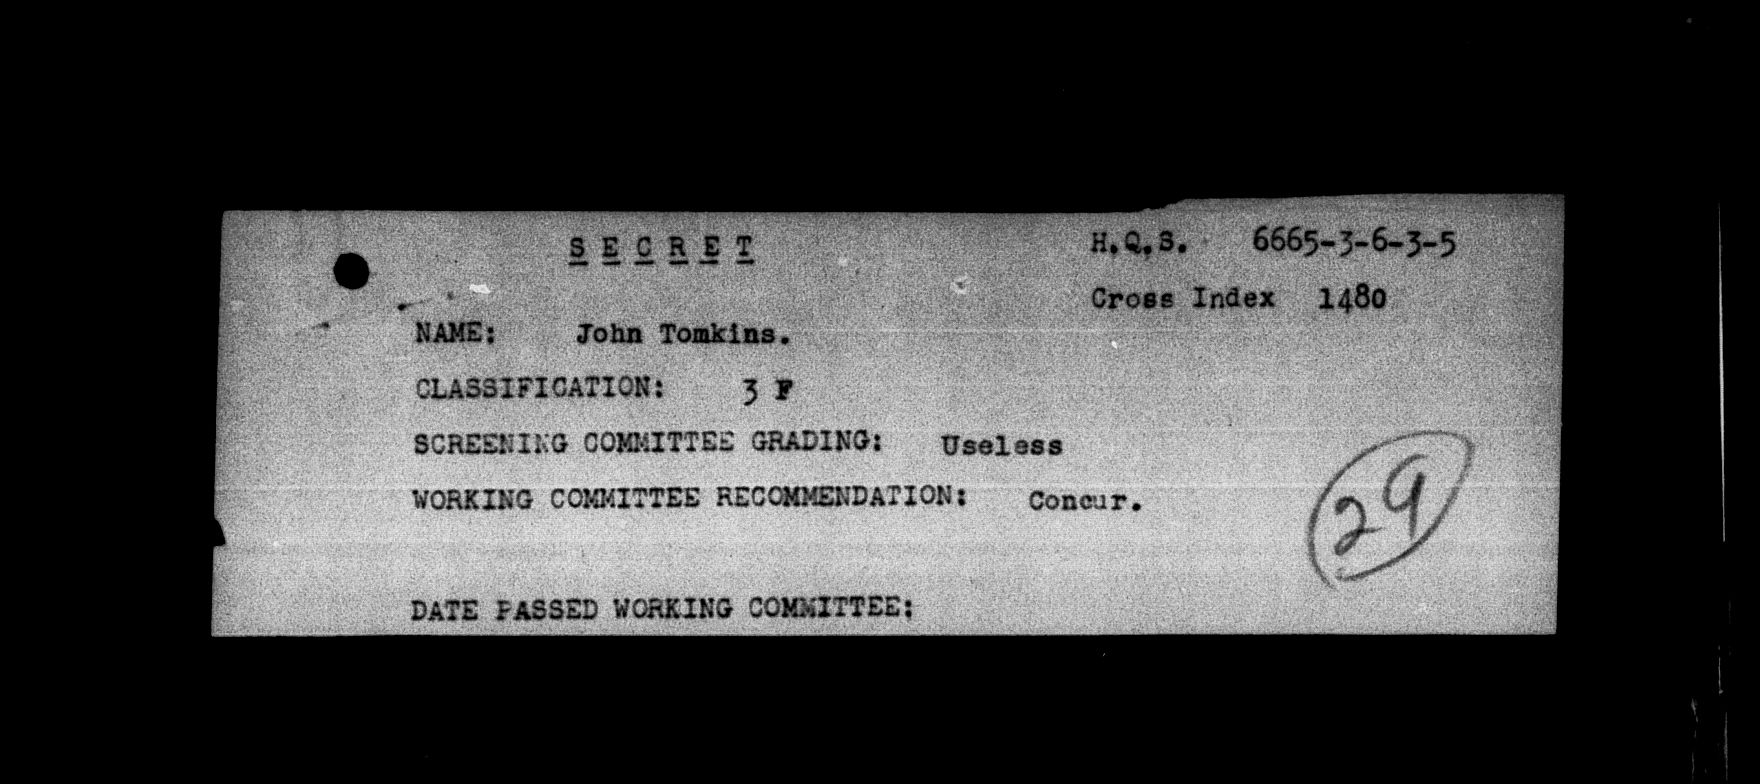 SECRET
H.Q.S. 6665-3-6-3-5
Cross Index 1480
NAME: John Tomkins.
CLASSIFICATION: 3 F
SCREENING COMMITTEE GRADING: Useless
WORKING COMMITTEE RECOMMENDATION: Concur.
29
DATE PASSED WORKING COMMITTEE: